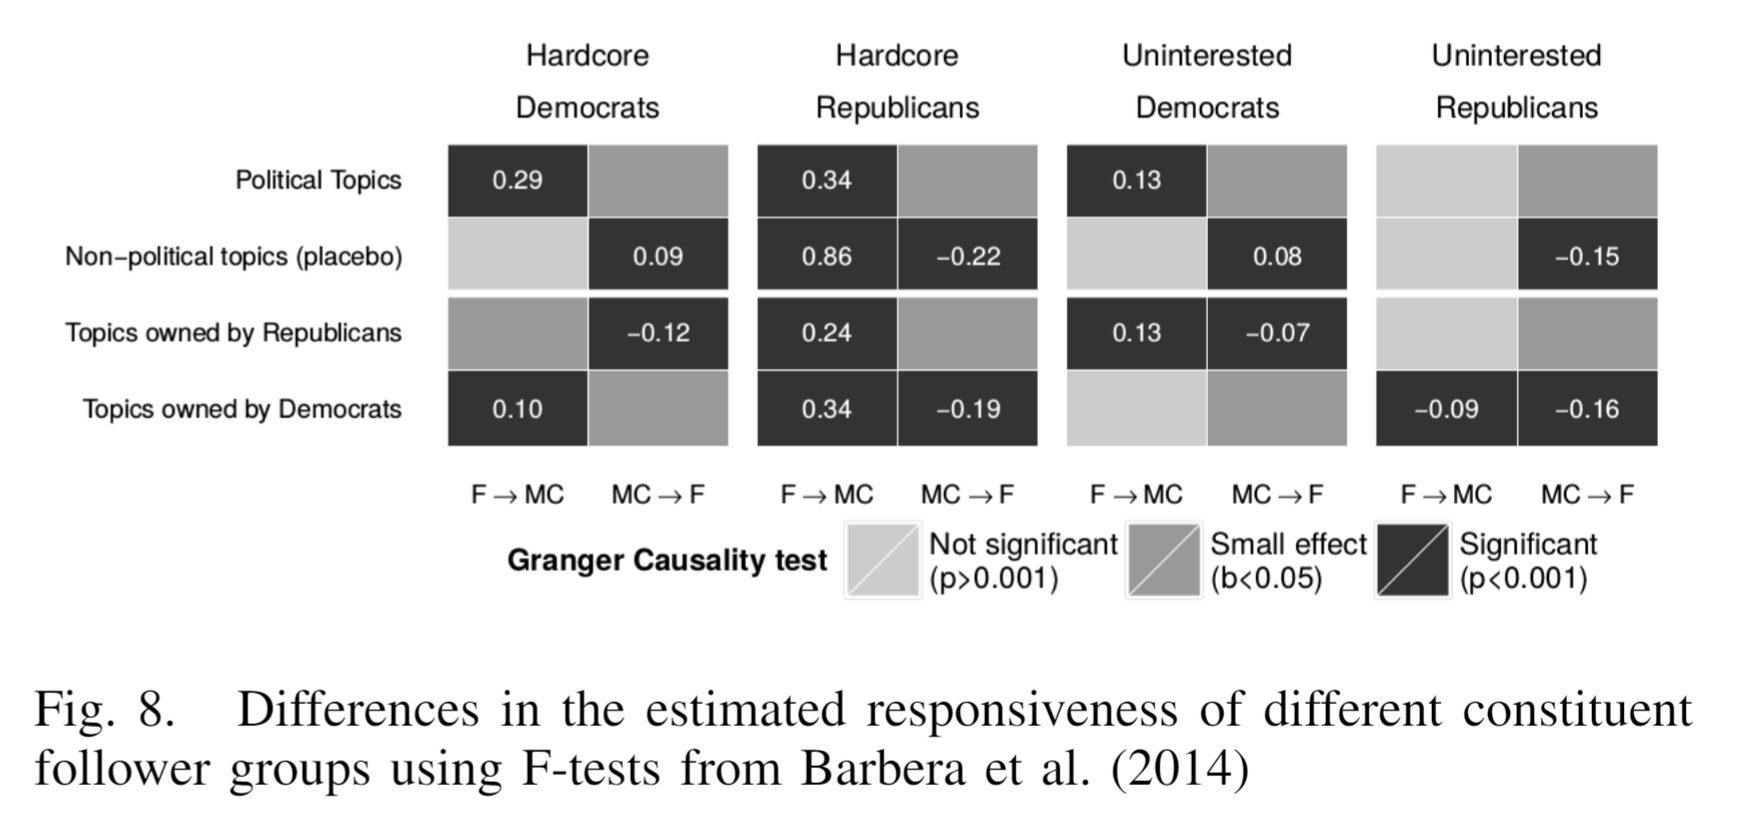 Hardcore Hardcore Uninterested Uninterested
Democrats Republicans Democrats Republicans
Political Topics 0.29 0.34 0.13
Non−political topics (placebo) 0.09 0.86 −0.22 0.08 −0.15
Topics owned by Republicans −0.12 0.24 0.13 −0.07
Topics owned by Democrats 0.10 0.34 −0.19 −0.09 −0.16
F → MC MC → F F → MC MC → F F → MC MC → F F → MC MC → F
Granger Causality test Not significant (p>0.001) Small effect (b<0.05) Significant (p<0.001)
Fig. 8. Differences in the estimated responsiveness of different constituent
follower groups using F-tests from Barbera et al. (2014)